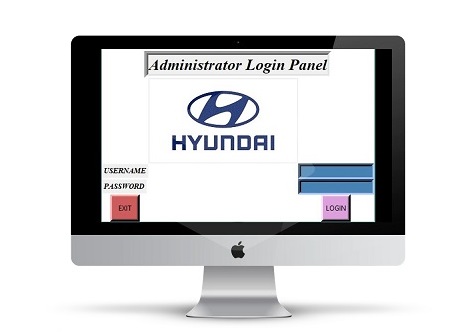 Administrator Login Panel
HYUNDAI
USERNAME
PASSWORD
EXIT LOGIN